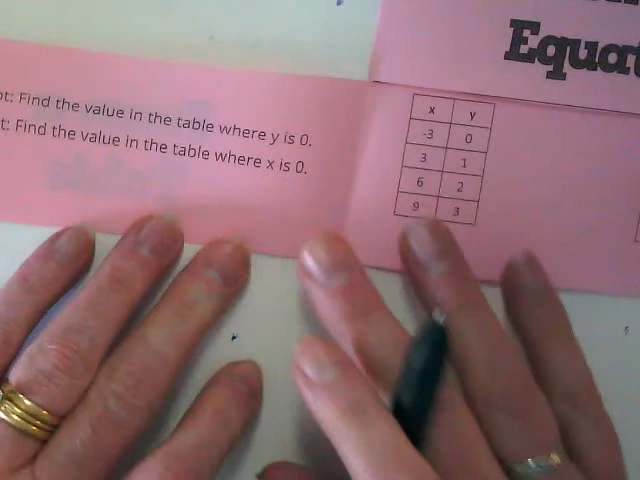 Equat
ot: Find the value in the table where y is 0.
t: Find the value in the table where x is 0.
x y
-3 0
3 1
6 2
9 3